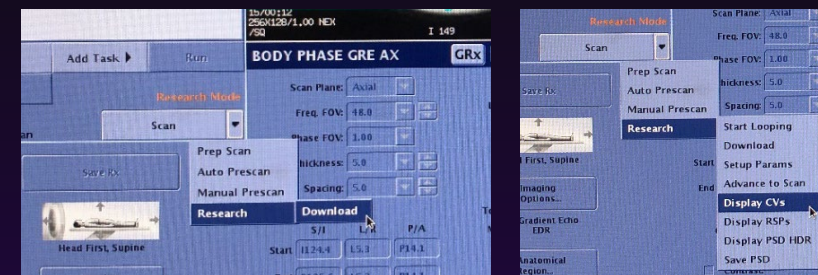 15/00:12
256X128/1.00 NEX
/SQ
I 149
Add Task
Run
BODY PHASE GRE AX
GRx
Research Mode
Scan
Scan Plane: Axial
Freq. FOV: 48.0
Phase FOV: 1.00
hickness: 5.0
Spacing: 5.0
Save Rx
Prep Scan
Auto Prescan
Manual Prescan
Research
Download
Head First, Supine
S/I
L/R
P/A
Start I124.4 L5.3 P14.1
Research Mode
Scan
Scan Plane: Axial
Freq. FOV: 48.0
hase FOV: 1.00
hickness: 5.0
Spacing: 5.0
Save Rx
Prep Scan
Auto Prescan
Manual Prescan
Research
Start Looping
Download
Setup Params
Advance to Scan
Display CVs
Display RSPs
Display PSD HDR
Save PSD
First, Supine
Start
End
Imaging
Options...
Gradient Echo
EDR
Anatomical
Region...